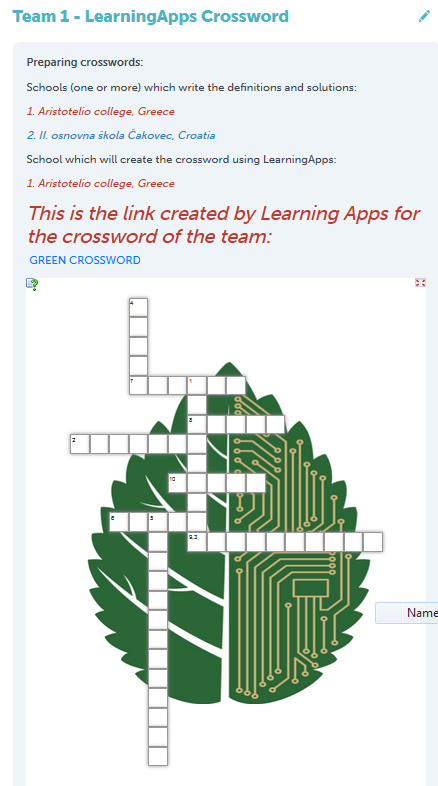 Team 1 - LearningApps Crossword
Preparing crosswords:
Schools (one or more) which write the definitions and solutions:
1. Aristotelio college, Greece
2. II. osnovna škola Čakovec, Croatia
School which will create the crossword using LearningApps:
1. Aristotelio college, Greece
This is the link created by Learning Apps for
the crossword of the team:
GREEN CROSSWORD
4
7 1
8
2
10
6 5
9,3
Name